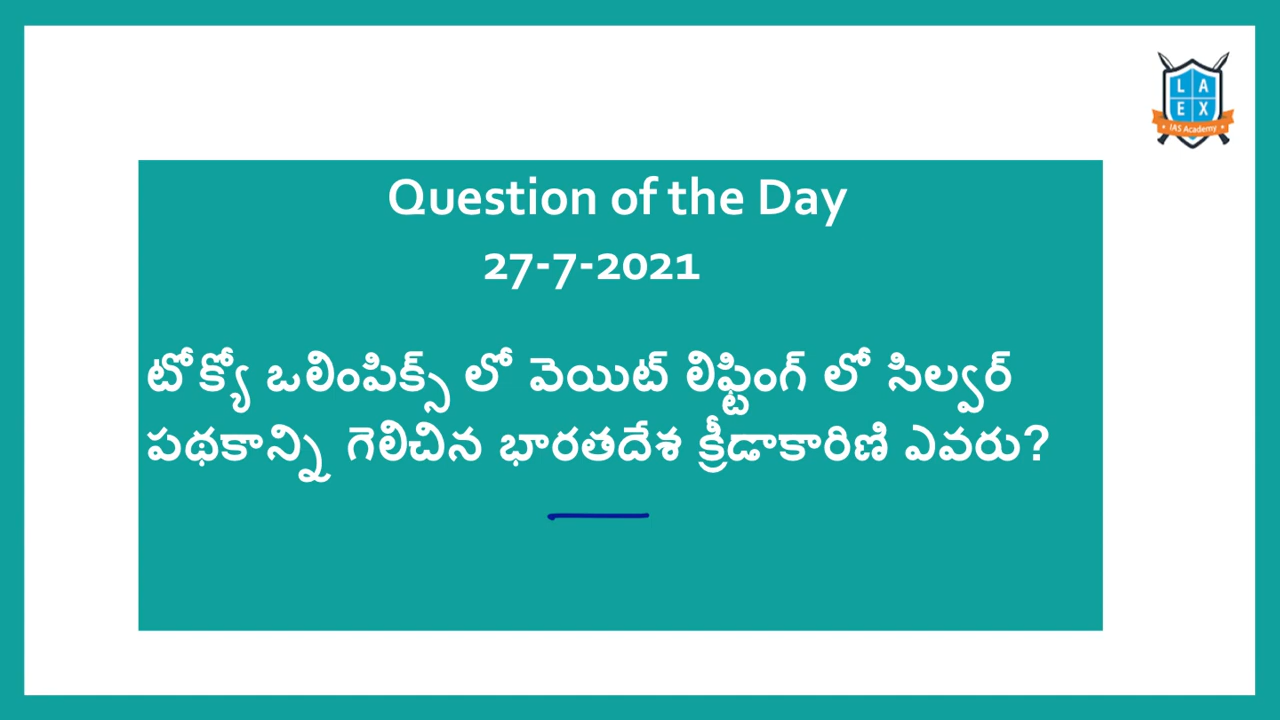 L A
E X
IAS Academy
Question of the Day
27-7-2021
టోక్యో ఒలింపిక్స్ లో వెయిట్ లిఫ్టింగ్ లో సిల్వర్
పథకాన్ని గెలిచిన భారతదేశ క్రీడాకారిణి ఎవరు?